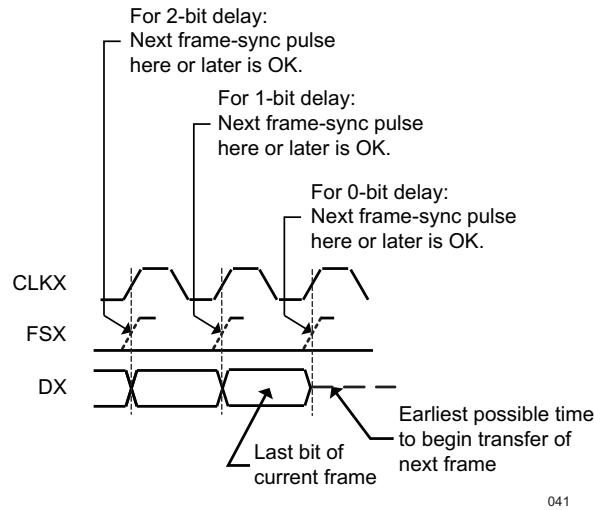 For 2-bit delay:
Next frame-sync pulse
here or later is OK.
For 1-bit delay:
Next frame-sync pulse
here or later is OK.
For 0-bit delay:
Next frame-sync pulse
here or later is OK.
CLKX
FSX
DX
Last bit of
current frame
Earliest possible time
to begin transfer of
next frame
041